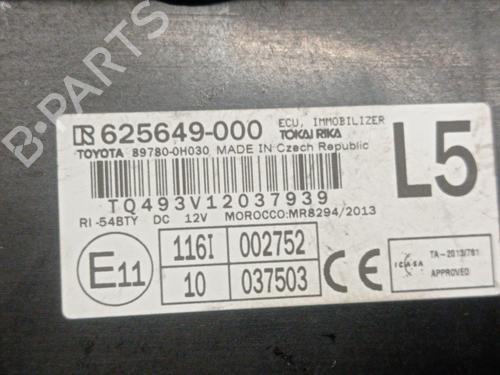 B-PARTS
625649-000 ECU, IMMOBILIZER
TOKAI RIKA
TOYOTA 89780-0H030 MADE IN Czech Republic
L5
TQ493V12037939
RI-54BTY DC 12V MOROCCO:MR8294/2013
E11
116I 002752
10 037503
CE
ICASA
TA-2013/781
APPROVED